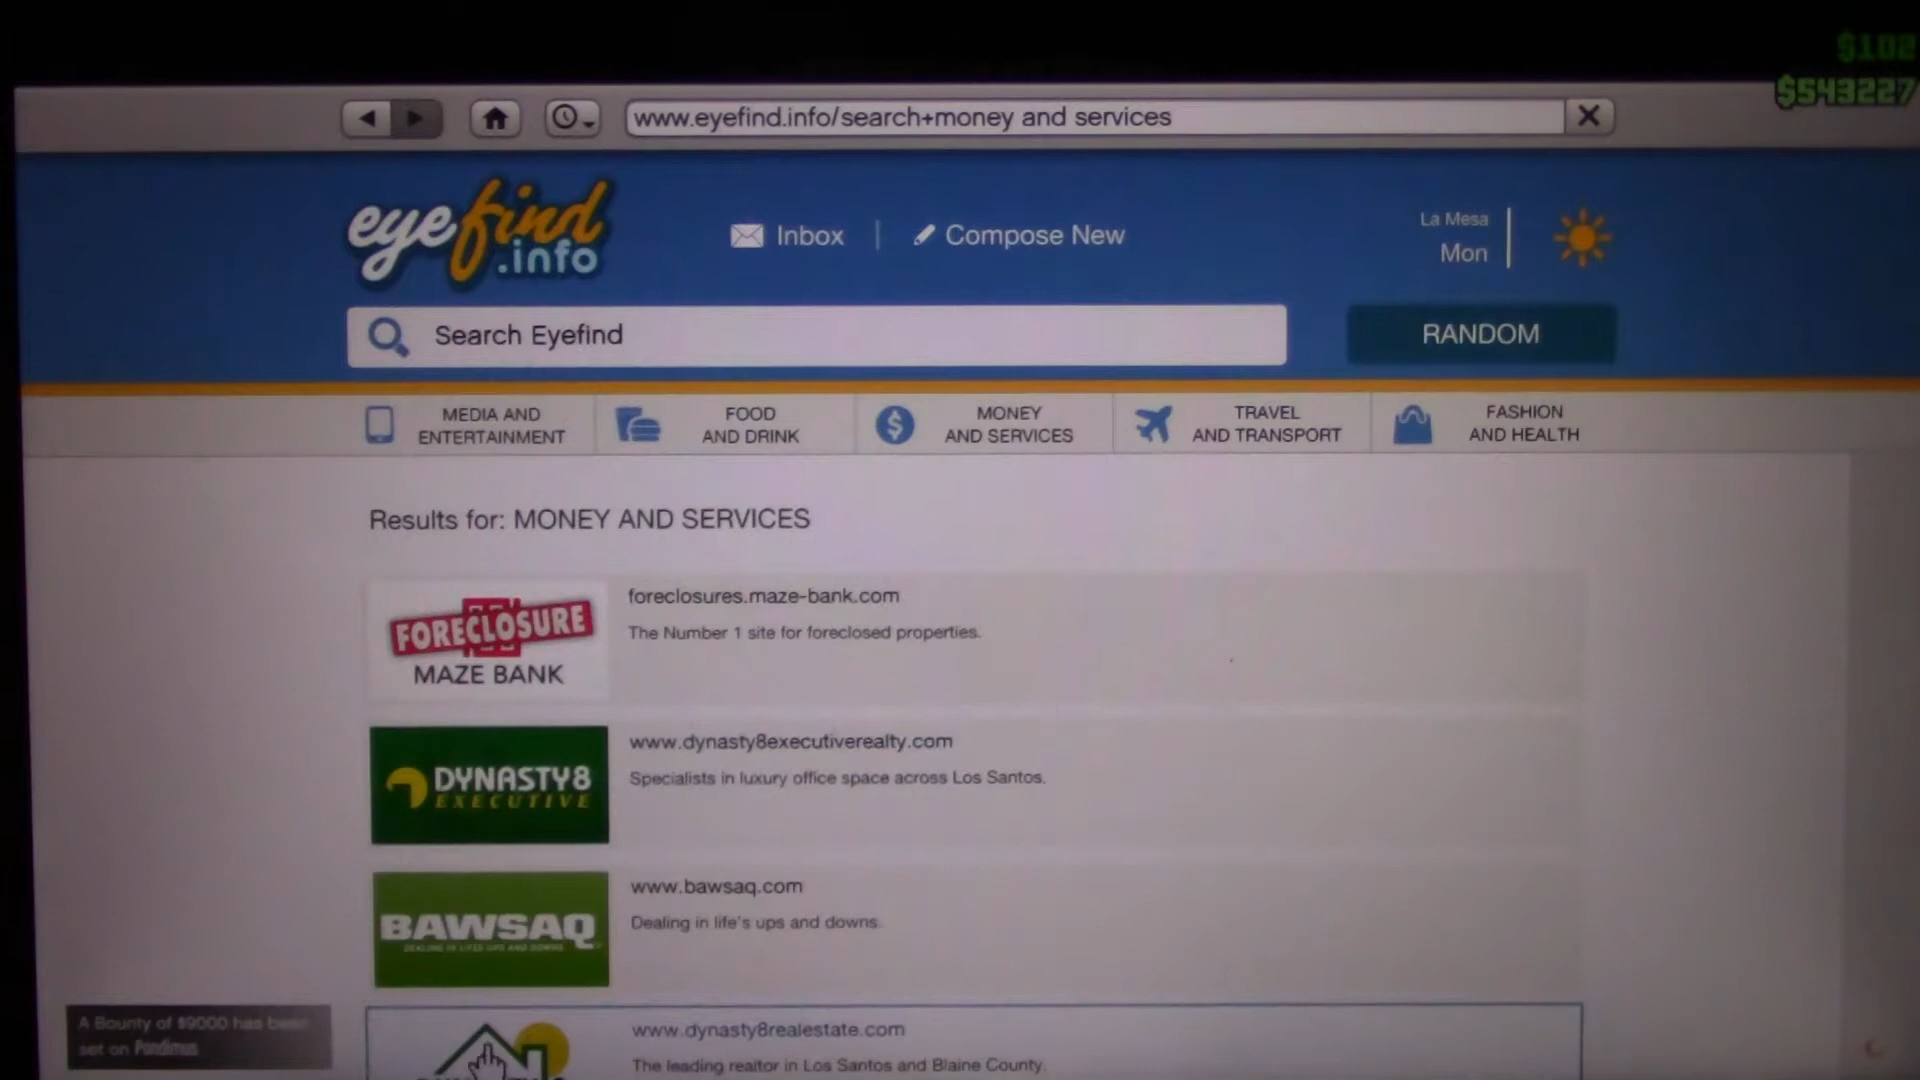 $102
$543227
www.eyefind.info/search+money and services
eyefind
.info
Inbox
Compose New
La Mesa
Mon
Search Eyefind
RANDOM
MEDIA AND
ENTERTAINMENT
FOOD
AND DRINK
MONEY
AND SERVICES
TRAVEL
AND TRANSPORT
FASHION
AND HEALTH
Results for: MONEY AND SERVICES
FORECLOSURE
MAZE BANK
foreclosures.maze-bank.com
The Number 1 site for foreclosed properties.
DYNASTY8
EXECUTIVE
www.dynasty8executiverealty.com
Specialists in luxury office space across Los Santos.
BAWSAQ
DEALING IN LIFE'S UPS AND DOWNS
www.bawsaq.com
Dealing in life's ups and downs.
A Bounty of $9000 has been
set on Pandimus
www.dynasty8realestate.com
The leading realtor in Los Santos and Blaine County.